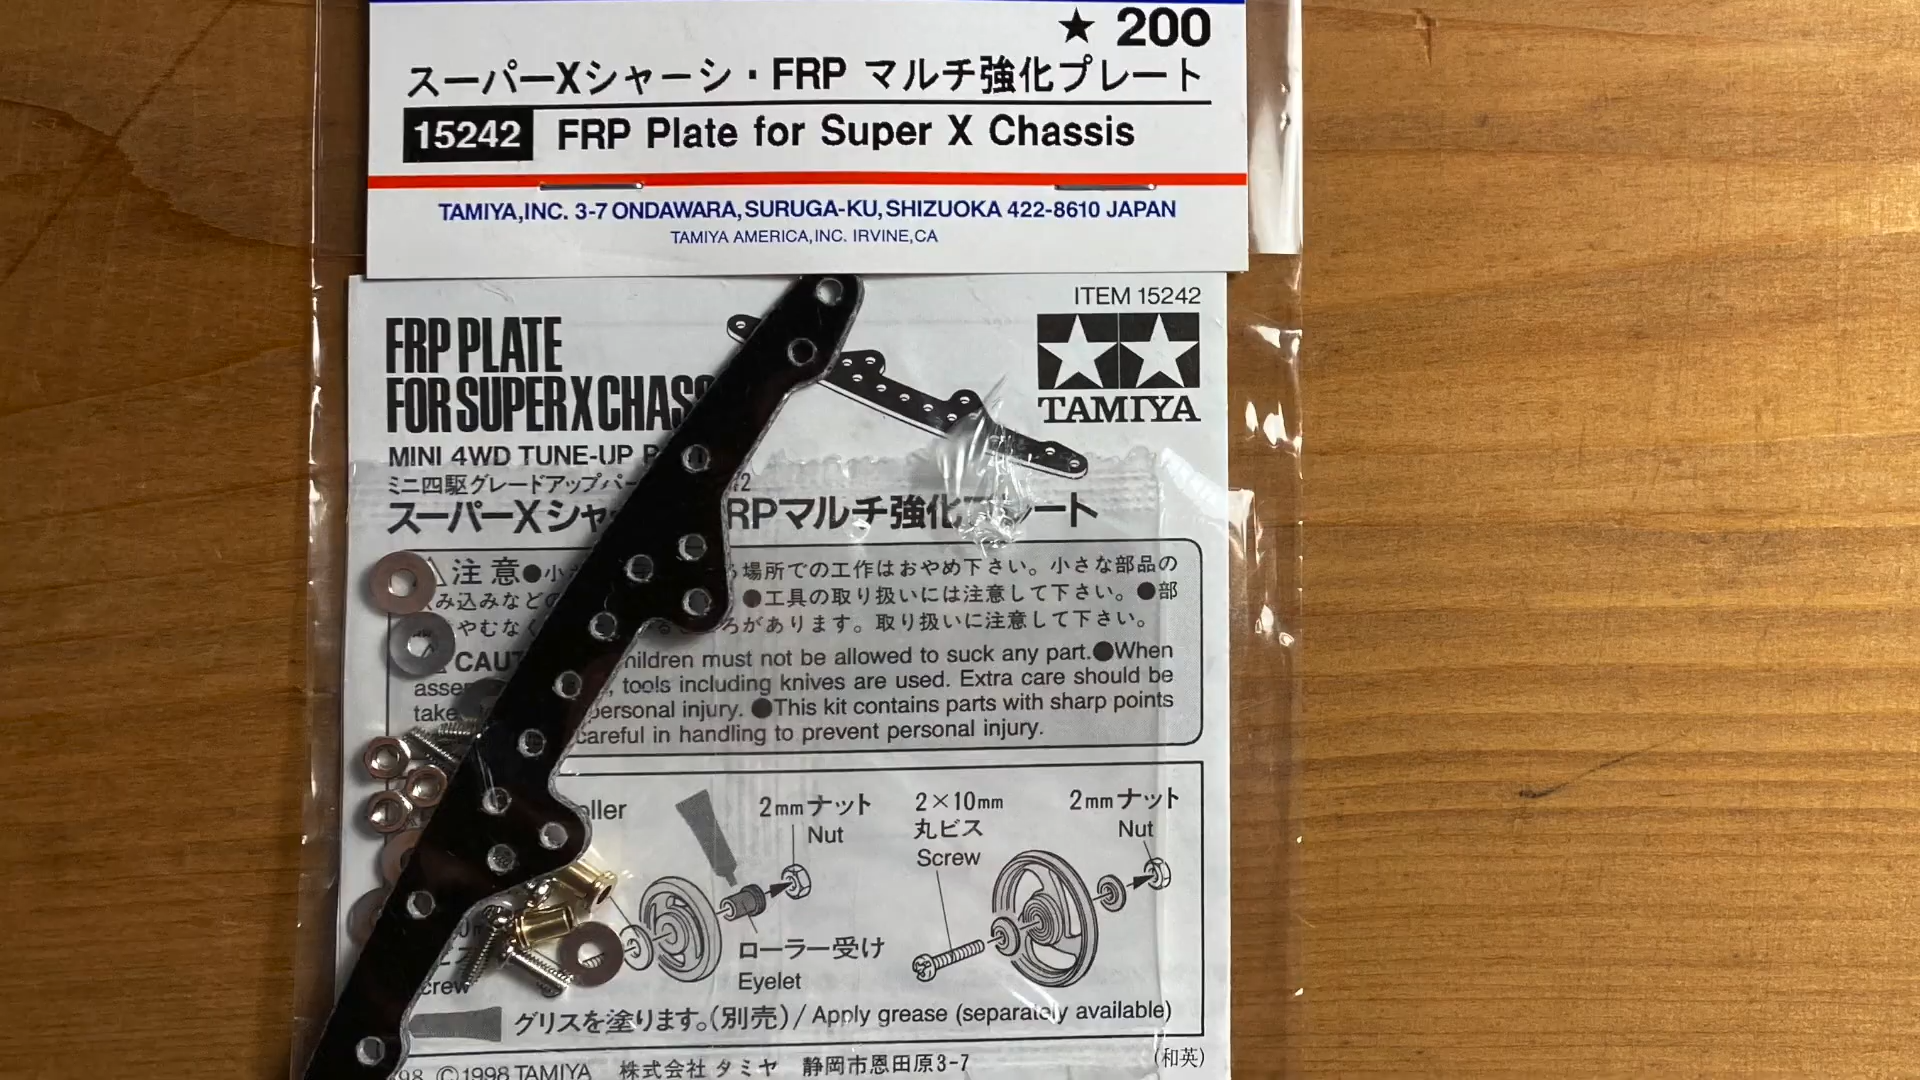 ★ 200
スーパーXシャーシ・FRP マルチ強化プレート
15242 FRP Plate for Super X Chassis
TAMIYA,INC. 3-7 ONDAWARA,SURUGA-KU,SHIZUOKA 422-8610 JAPAN
TAMIYA AMERICA,INC. IRVINE,CA
ITEM 15242
TAMIYA
FRP PLATE
FOR SUPER X CHAS
MINI 4WD TUNE-UP P
ミニ四駆グレードアップパー
スーパーXシャ RPマルチ強化 ート
注意●小 場所での工作はおやめ下さい。小さな部品の
み込みなどの ●工具の取り扱いには注意して下さい。●部
やむなく ろがあります。取り扱いに注意して下さい。
CAUT hildren must not be allowed to suck any part.●When
assem , tools including knives are used. Extra care should be
take personal injury. ●This kit contains parts with sharp points
careful in handling to prevent personal injury.
oller
2mmナット
Nut
2×10mm
丸ビス
Screw
2mmナット
Nut
ローラー受け
Eyelet
crew
グリスを塗ります。(別売) / Apply grease (separately available)
98 ©1998 TAMIYA 株式会社 タミヤ 静岡市恩田原3-7 (和英)